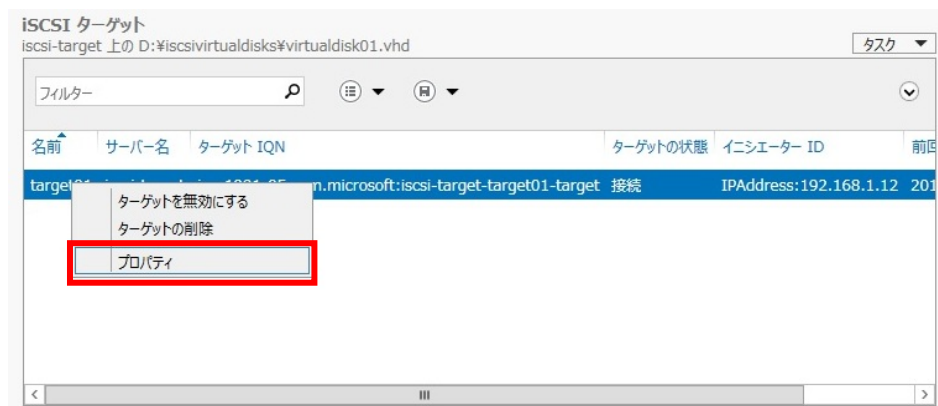 iSCSI ターゲット
iscsi-target 上の D:¥iscsivirtualdisks¥virtualdisk01.vhd
タスク
フィルター
名前 サーバー名 ターゲット IQN ターゲットの状態 イニシエーター ID 前回
m.microsoft:iscsi-target-target01-target 接続 IPAddress:192.168.1.12 201
ターゲットを無効にする
ターゲットの削除
プロパティ